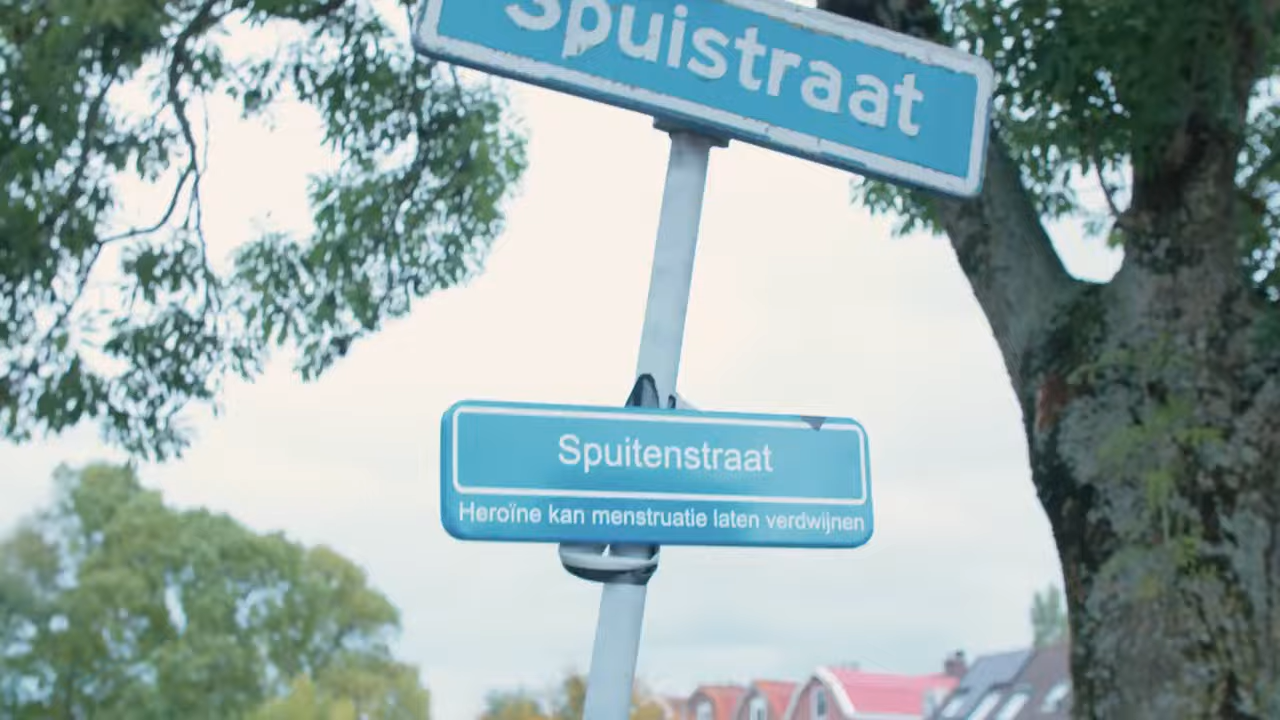 Spuistraat
Spuitenstraat
Heroïne kan menstruatie laten verdwijnen